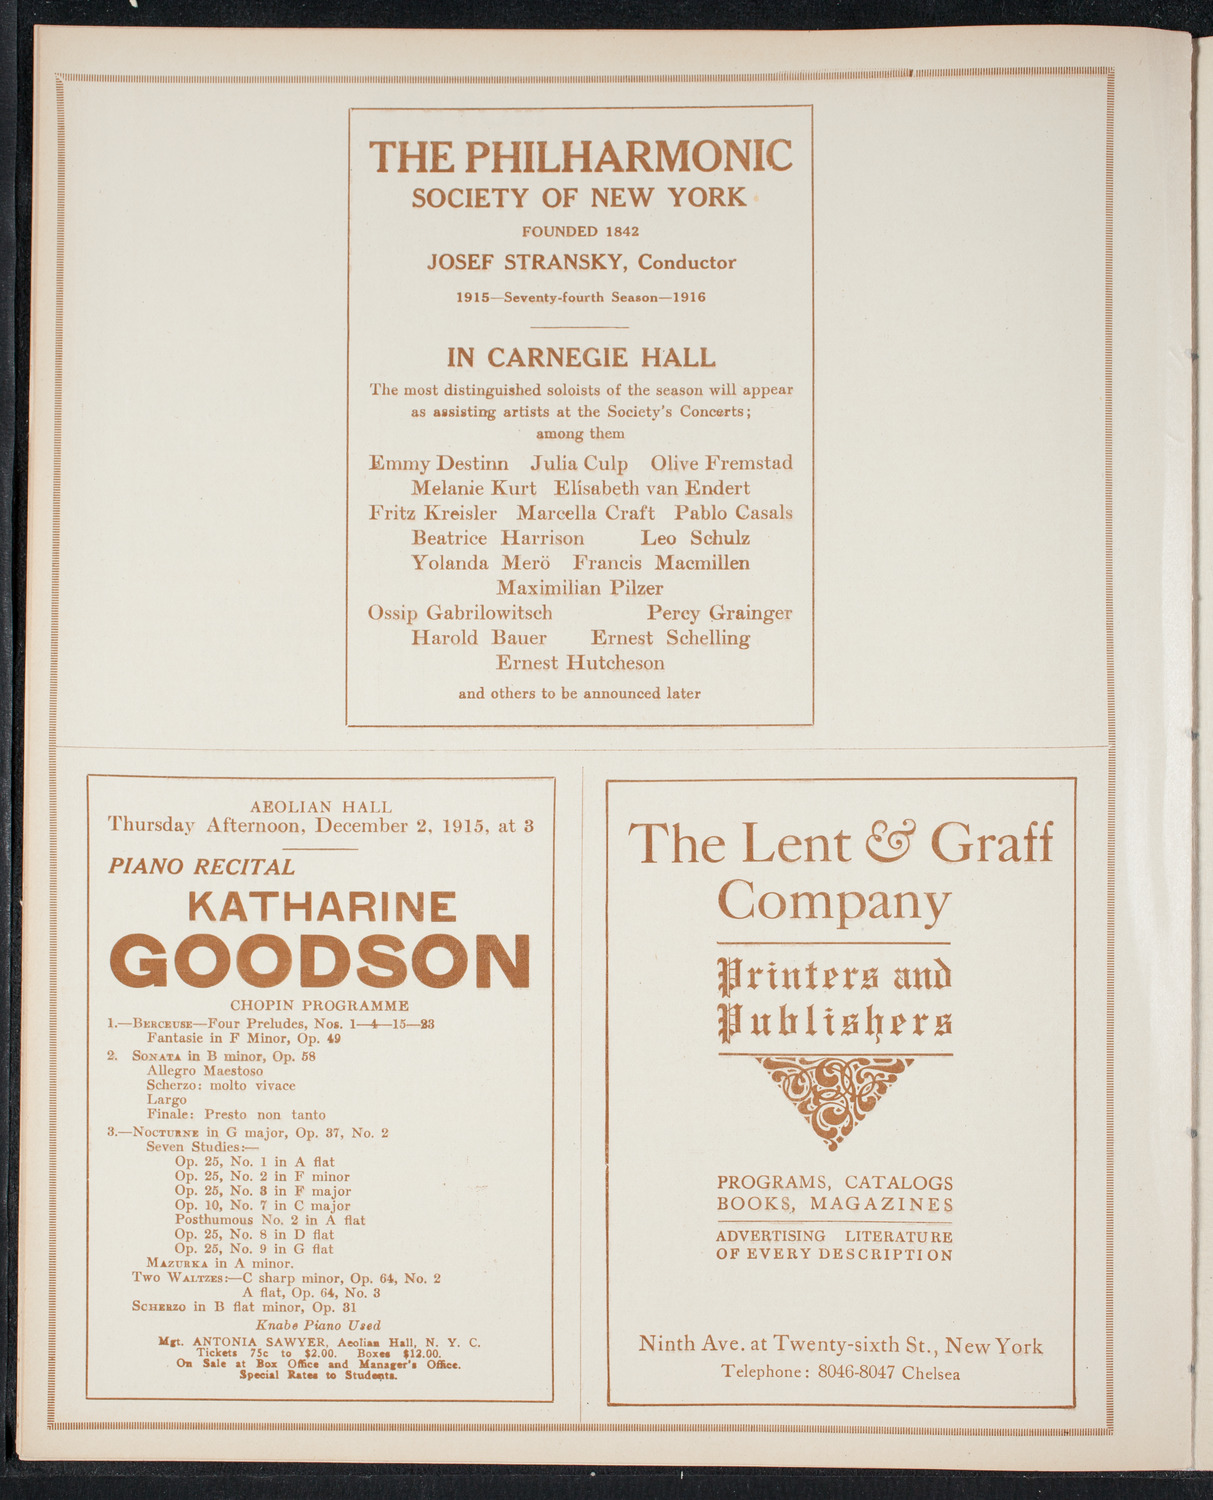 THE PHILHARMONIC
SOCIETY OF NEW YORK
FOUNDED 1842
JOSEF STRANSKY, Conductor
1915—Seventy-fourth Season—1916
IN CARNEGIE HALL
The most distinguished soloists of the season will appear
as assisting artists at the Society's Concerts;
among them
Emmy Destinn Julia Culp Olive Fremstad
Melanie Kurt Elisabeth van Endert
Fritz Kreisler Marcella Craft Pablo Casals
Beatrice Harrison Leo Schulz
Yolanda Merö Francis Macmillen
Maximilian Pilzer
Ossip Gabrilowitsch Percy Grainger
Harold Bauer Ernest Schelling
Ernest Hutcheson
and others to be announced later
AEOLIAN HALL
Thursday Afternoon, December 2, 1915, at 3
PIANO RECITAL
KATHARINE
GOODSON
CHOPIN PROGRAMME
1.—BERCEUSE—Four Preludes, Nos. 1—4—15—23
Fantasie in F Minor, Op. 49
2. SONATA in B minor, Op. 58
Allegro Maestoso
Scherzo: molto vivace
Largo
Finale: Presto non tanto
3.—NOCTURNE in G major, Op. 37, No. 2
Seven Studies:—
Op. 25, No. 1 in A flat
Op. 25, No. 2 in F minor
Op. 25, No. 3 in F major
Op. 10, No. 7 in C major
Posthumous No. 2 in A flat
Op. 25, No. 8 in D flat
Op. 25, No. 9 in G flat
MAZURKA in A minor.
TWO WALTZES:—C sharp minor, Op. 64, No. 2
A flat, Op. 64, No. 3
SCHERZO in B flat minor, Op. 31
Knabe Piano Used
Mgt. ANTONIA SAWYER, Aeolian Hall, N. Y. C.
Tickets 75c to $2.00. Boxes $12.00.
On Sale at Box Office and Manager's Office.
Special Rates to Students.
The Lent & Graff
Company
Printers and
Publishers
PROGRAMS, CATALOGS
BOOKS, MAGAZINES
ADVERTISING LITERATURE
OF EVERY DESCRIPTION
Ninth Ave. at Twenty-sixth St., New York
Telephone: 8046-8047 Chelsea